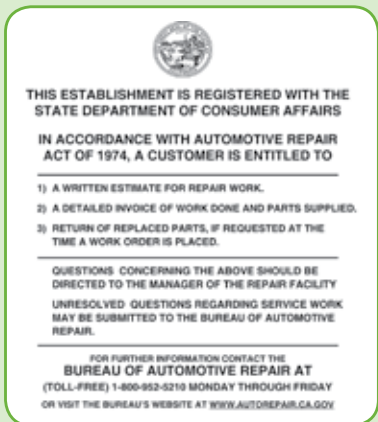 THIS ESTABLISHMENT IS REGISTERED WITH THE
STATE DEPARTMENT OF CONSUMER AFFAIRS
IN ACCORDANCE WITH AUTOMOTIVE REPAIR
ACT OF 1974, A CUSTOMER IS ENTITLED TO
1) A WRITTEN ESTIMATE FOR REPAIR WORK.
2) A DETAILED INVOICE OF WORK DONE AND PARTS SUPPLIED.
3) RETURN OF REPLACED PARTS, IF REQUESTED AT THE
TIME A WORK ORDER IS PLACED.
QUESTIONS CONCERNING THE ABOVE SHOULD BE
DIRECTED TO THE MANAGER OF THE REPAIR FACILITY
UNRESOLVED QUESTIONS REGARDING SERVICE WORK
MAY BE SUBMITTED TO THE BUREAU OF AUTOMOTIVE
REPAIR.
FOR FURTHER INFORMATION CONTACT THE
BUREAU OF AUTOMOTIVE REPAIR AT
(TOLL-FREE) 1-800-952-5210 MONDAY THROUGH FRIDAY
OR VISIT THE BUREAU'S WEBSITE AT WWW.AUTOREPAIR.CA.GOV